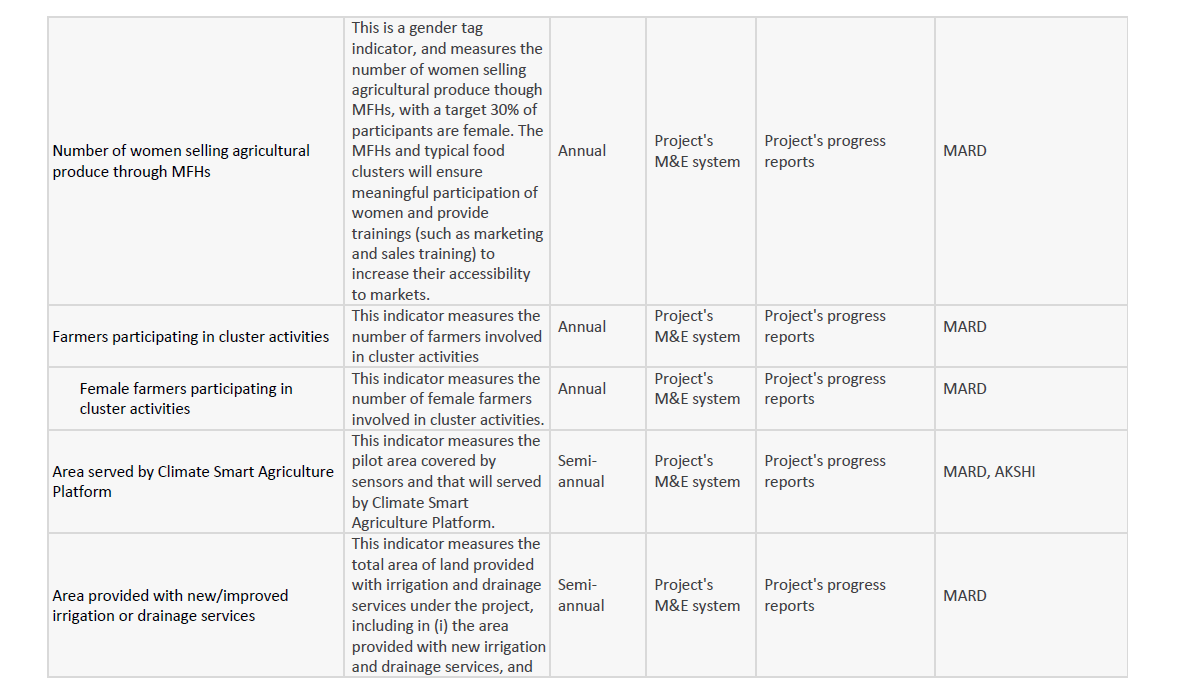 Number of women selling agricultural
produce through MFHs
This is a gender tag
indicator, and measures the
number of women selling
agricultural produce though
MFHs, with a target 30% of
participants are female. The
MFHs and typical food
clusters will ensure
meaningful participation of
women and provide
trainings (such as marketing
and sales training) to
increase their accessibility
to markets.
Annual
Project's
M&E system
Project's progress
reports
MARD
Farmers participating in cluster activities
This indicator measures the
number of farmers involved
in cluster activities
Annual
Project's
M&E system
Project's progress
reports
MARD
Female farmers participating in
cluster activities
This indicator measures the
number of female farmers
involved in cluster activities.
Annual
Project's
M&E system
Project's progress
reports
MARD
Area served by Climate Smart Agriculture
Platform
This indicator measures the
pilot area covered by
sensors and that will served
by Climate Smart
Agriculture Platform.
Semi-
annual
Project's
M&E system
Project's progress
reports
MARD, AKSHI
Area provided with new/improved
irrigation or drainage services
This indicator measures the
total area of land provided
with irrigation and drainage
services under the project,
including in (i) the area
provided with new irrigation
and drainage services, and
Semi-
annual
Project's
M&E system
Project's progress
reports
MARD